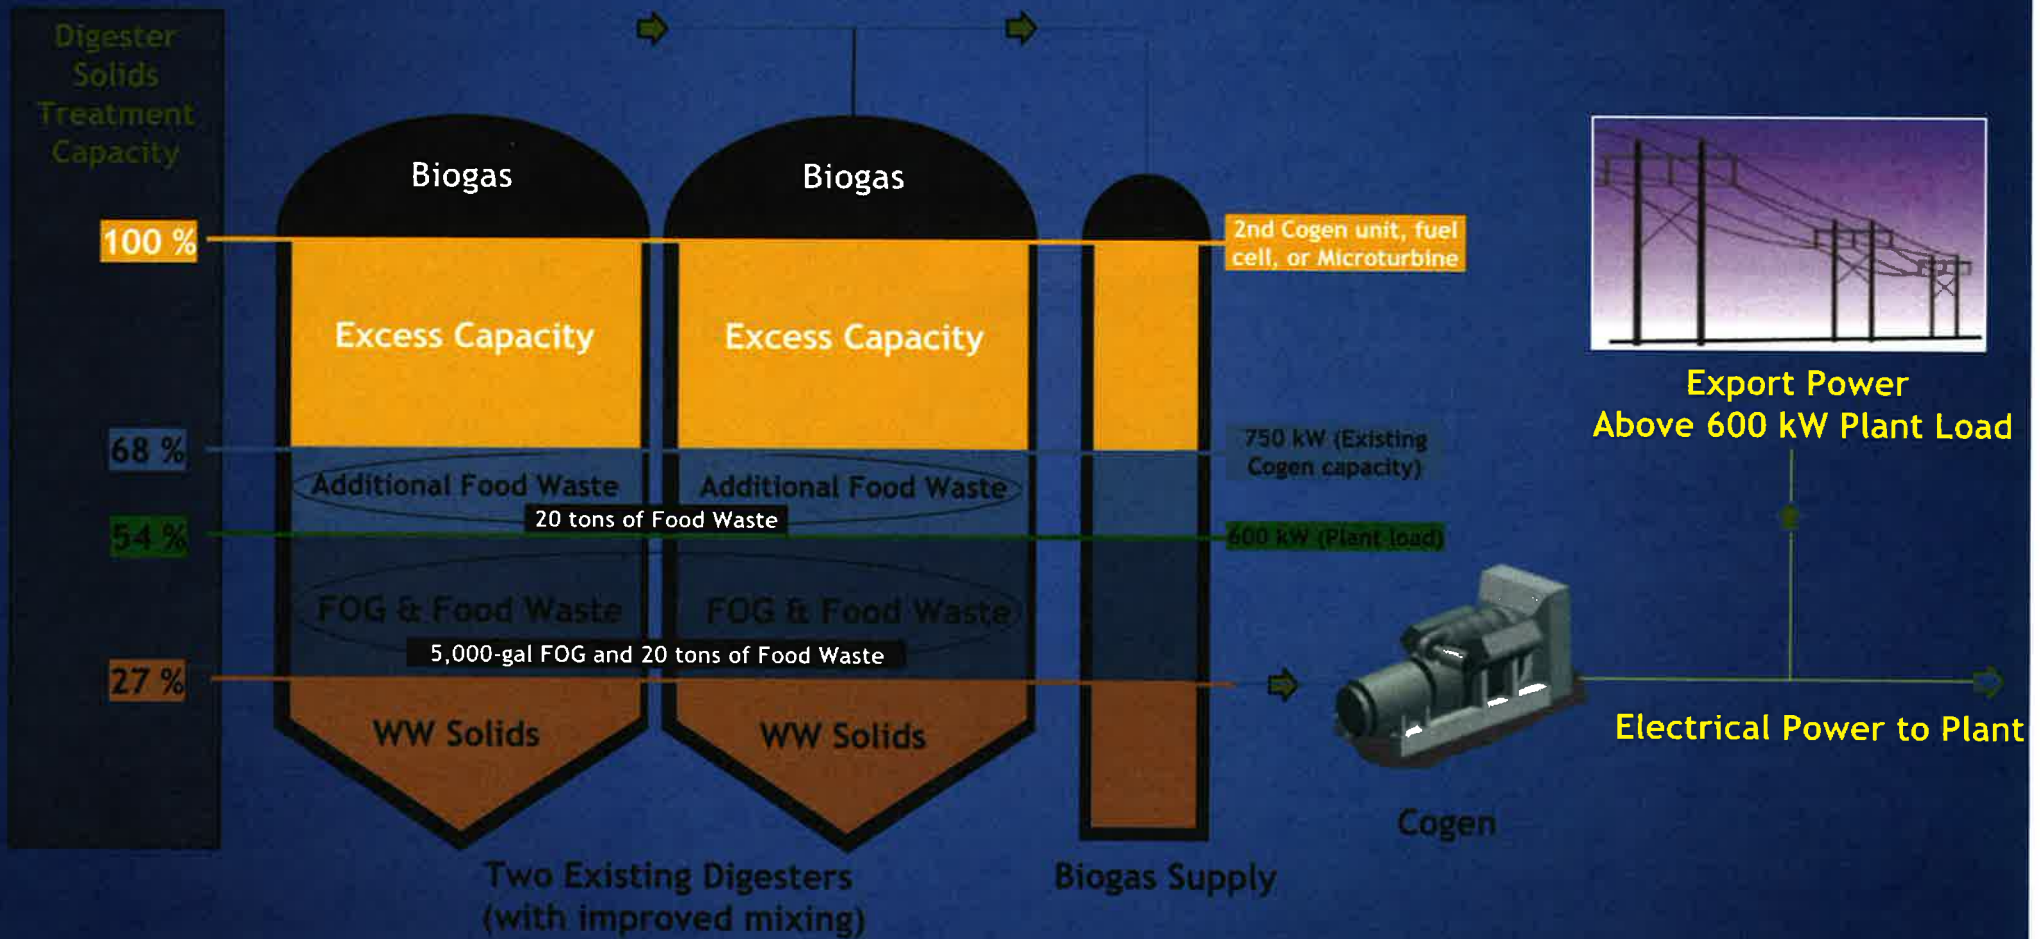 Digester
Solids
Treatment
Capacity
Biogas
Biogas
100 %
2nd Cogen unit, fuel
cell, or Microturbine
Excess Capacity
Excess Capacity
Export Power
Above 600 kW Plant Load
68 %
750 kW (Existing
Cogen capacity)
Additional Food Waste
Additional Food Waste
20 tons of Food Waste
54 %
600 kW (Plant load)
FOG & Food Waste
FOG & Food Waste
5,000-gal FOG and 20 tons of Food Waste
27 %
WW Solids
WW Solids
Electrical Power to Plant
Cogen
Two Existing Digesters
(with improved mixing)
Biogas Supply